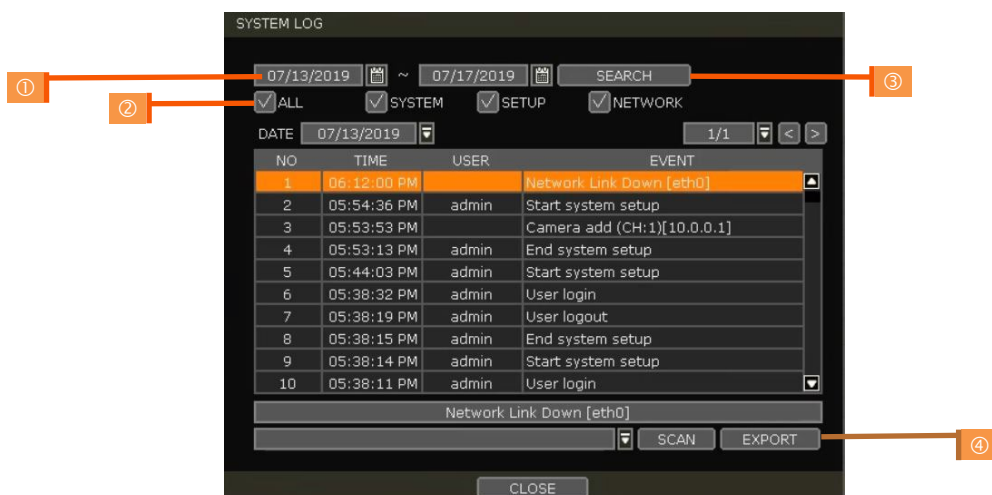 SYSTEM LOG
① 07/13/2019 ~ 07/17/2019 SEARCH ③
② ALL SYSTEM SETUP NETWORK
DATE 07/13/2019 1/1 < >
NO TIME USER EVENT
1 06:12:00 PM Network Link Down [eth0]
2 05:54:36 PM admin Start system setup
3 05:53:53 PM Camera add (CH:1)[10.0.0.1]
4 05:53:13 PM admin End system setup
5 05:44:03 PM admin Start system setup
6 05:38:32 PM admin User login
7 05:38:19 PM admin User logout
8 05:38:15 PM admin End system setup
9 05:38:14 PM admin Start system setup
10 05:38:11 PM admin User login
Network Link Down [eth0]
SCAN EXPORT ④
CLOSE